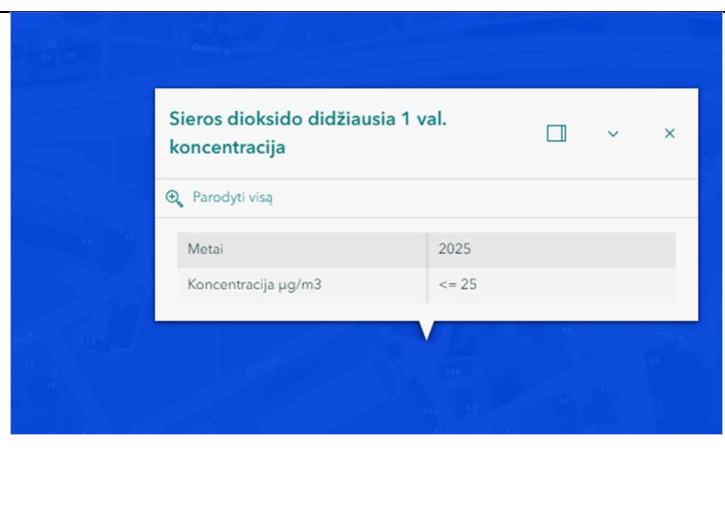 Sieros dioksido didžiausia 1 val.
koncentracija
Parodyti visą
Metai 2025
Koncentracija µg/m3 <= 25